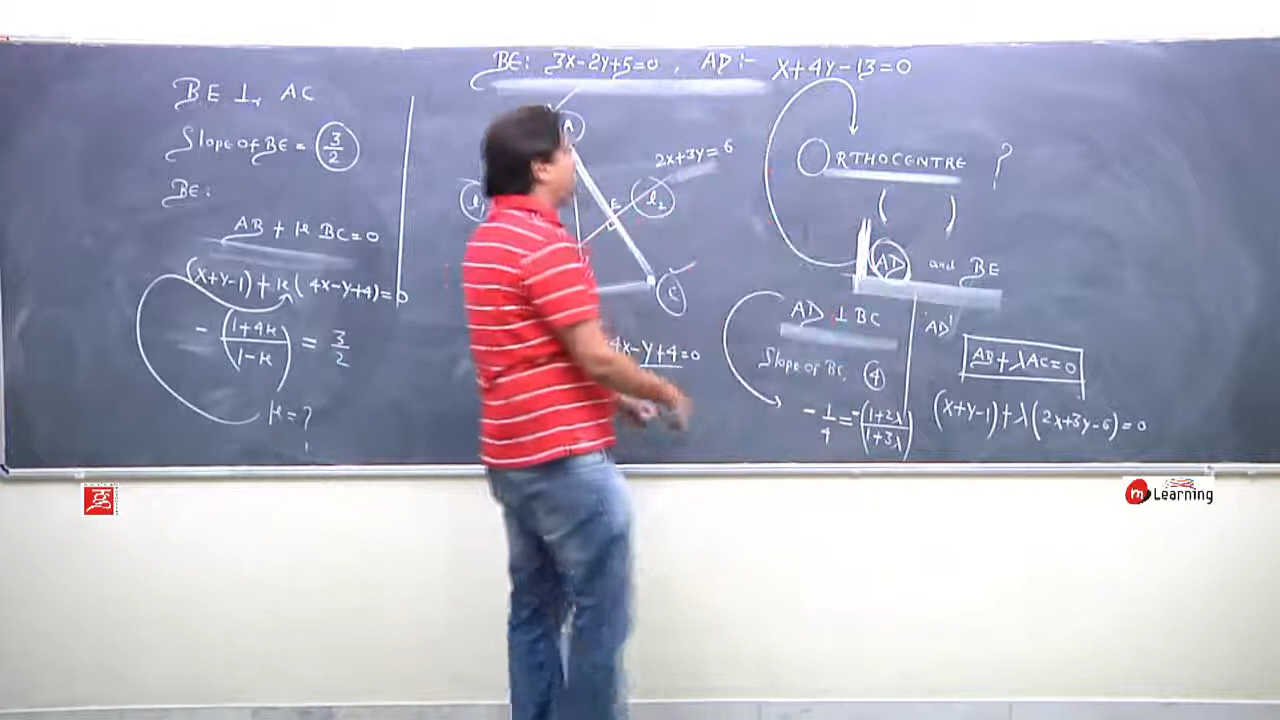 BE: 3x-2y+5=0, AD:- x+4y-13=0
BE ⊥r AC
Slope of BE = 3/2
BE:
AB + k BC=0
(x+y-1)+k(4x-y+4)=0
-(1+4k)/(1-k) = 3/2
k=?
A
2x+3y=6
l1
l2
E
C
4x-y+4=0
ORTHOCENTRE ?
( )
AD and BE
AD ⊥ BC
Slope of BC, 4
-1/4=-(1+2λ)/(1+3λ)
'AD'
AB+λAC=0
(x+y-1)+λ(2x+3y-6)=0
m Learning